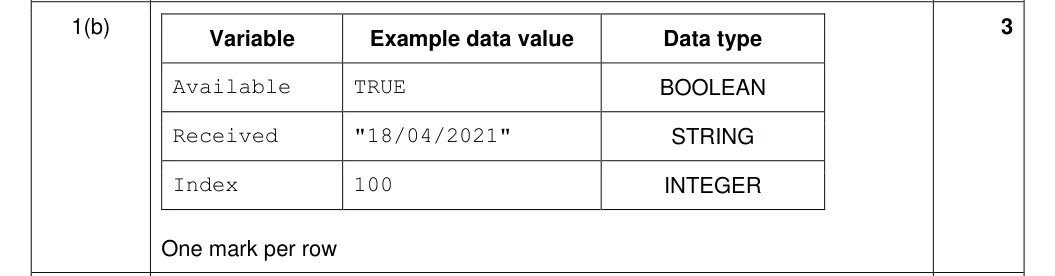 1(b)
Variable Example data value Data type 3
Available TRUE BOOLEAN
Received "18/04/2021" STRING
Index 100 INTEGER
One mark per row